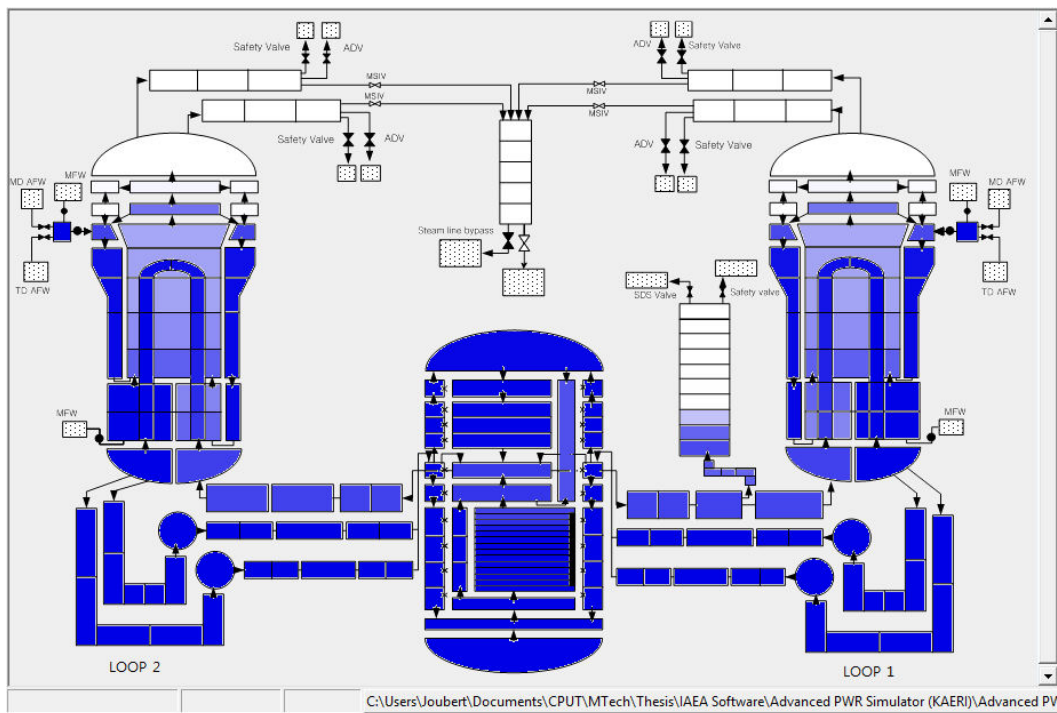 Safety Valve
ADV
ADV
Safety Valve
MSIV
MSIV
MSIV
MSIV
Safety Valve
ADV
ADV
Safety Valve
MD AFW
MFW
MFW
MD AFW
Steam line bypass
TD AFW
SDS Valve
Safety valve
TD AFW
MFW
MFW
LOOP 2
LOOP 1
C:\Users\Joubert\Documents\CPUT\MTech\Thesis\IAEA Software\Advanced PWR Simulator (KAERI)\Advanced PW